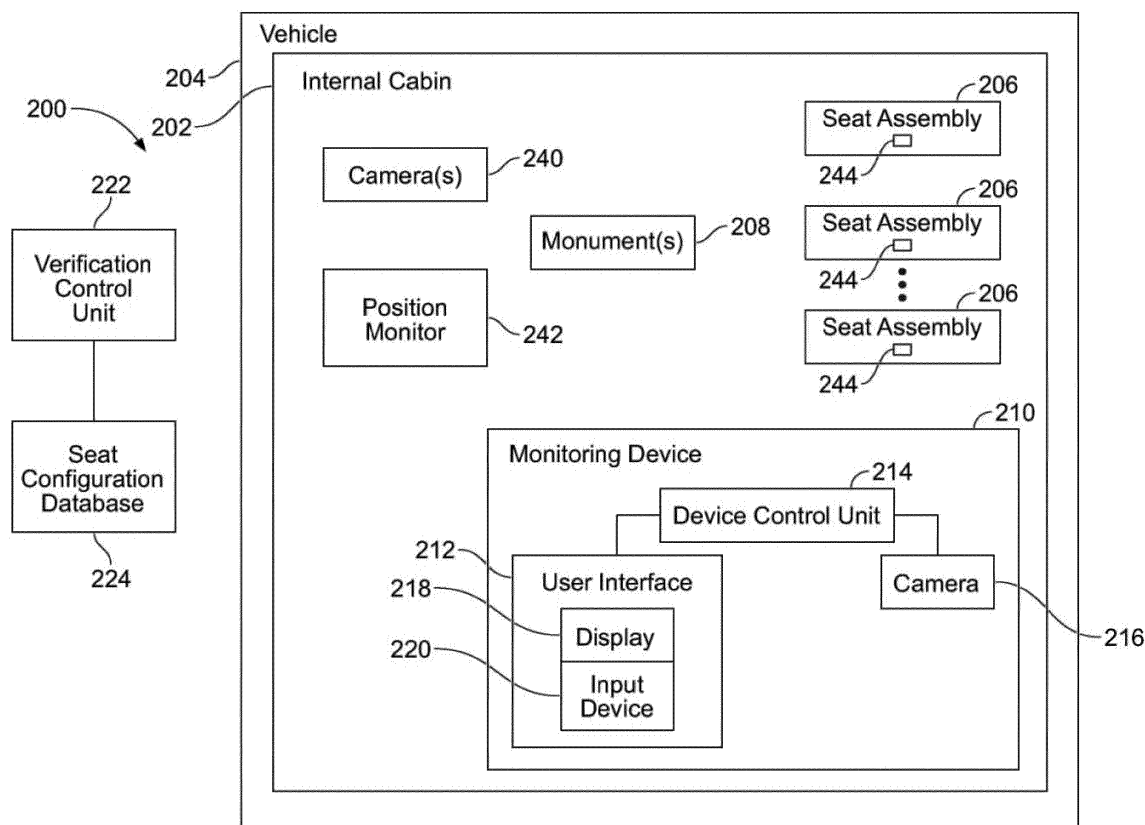 Vehicle
204
Internal Cabin
200
202
206
Seat Assembly
244
240
Camera(s)
222
206
Seat Assembly
244
208
Monument(s)
Verification
Control
Unit
Position
Monitor
242
206
Seat Assembly
244
210
Monitoring Device
Seat
Configuration
Database
214
Device Control Unit
212
User Interface
Camera
224
218
Display
216
220
Input
Device